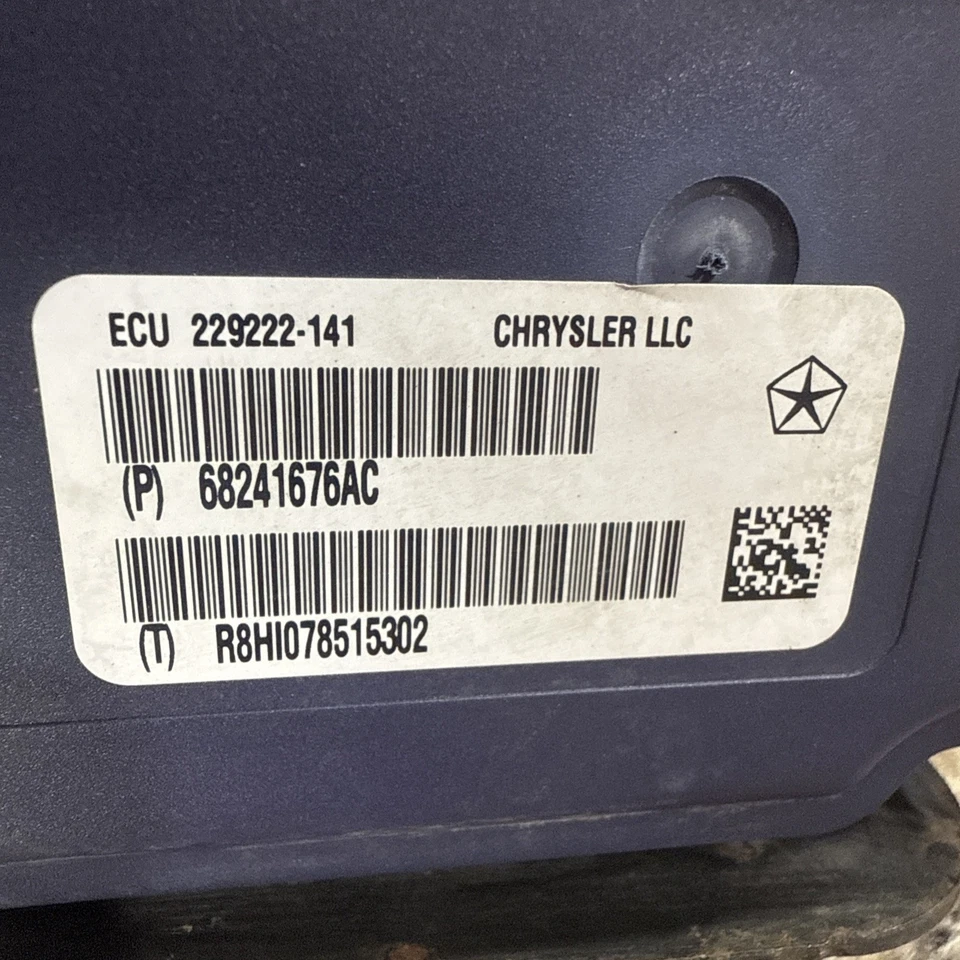 ECU 229222-141 CHRYSLER LLC
(P) 68241676AC
(T) R8HI078515302